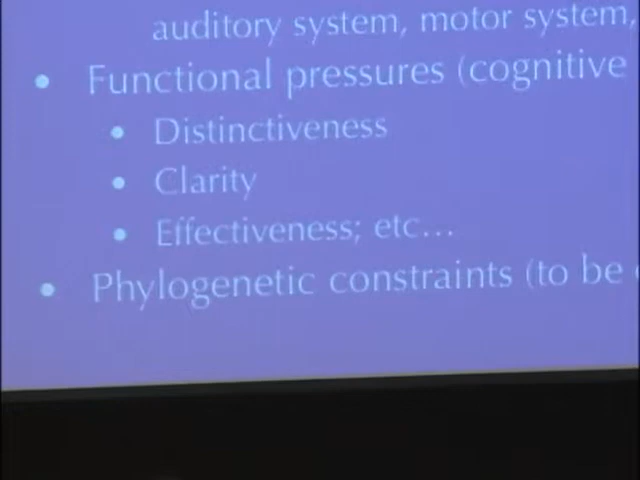 auditory system, motor system,
• Functional pressures (cognitive
• Distinctiveness
• Clarity
• Effectiveness; etc…
• Phylogenetic constraints (to be